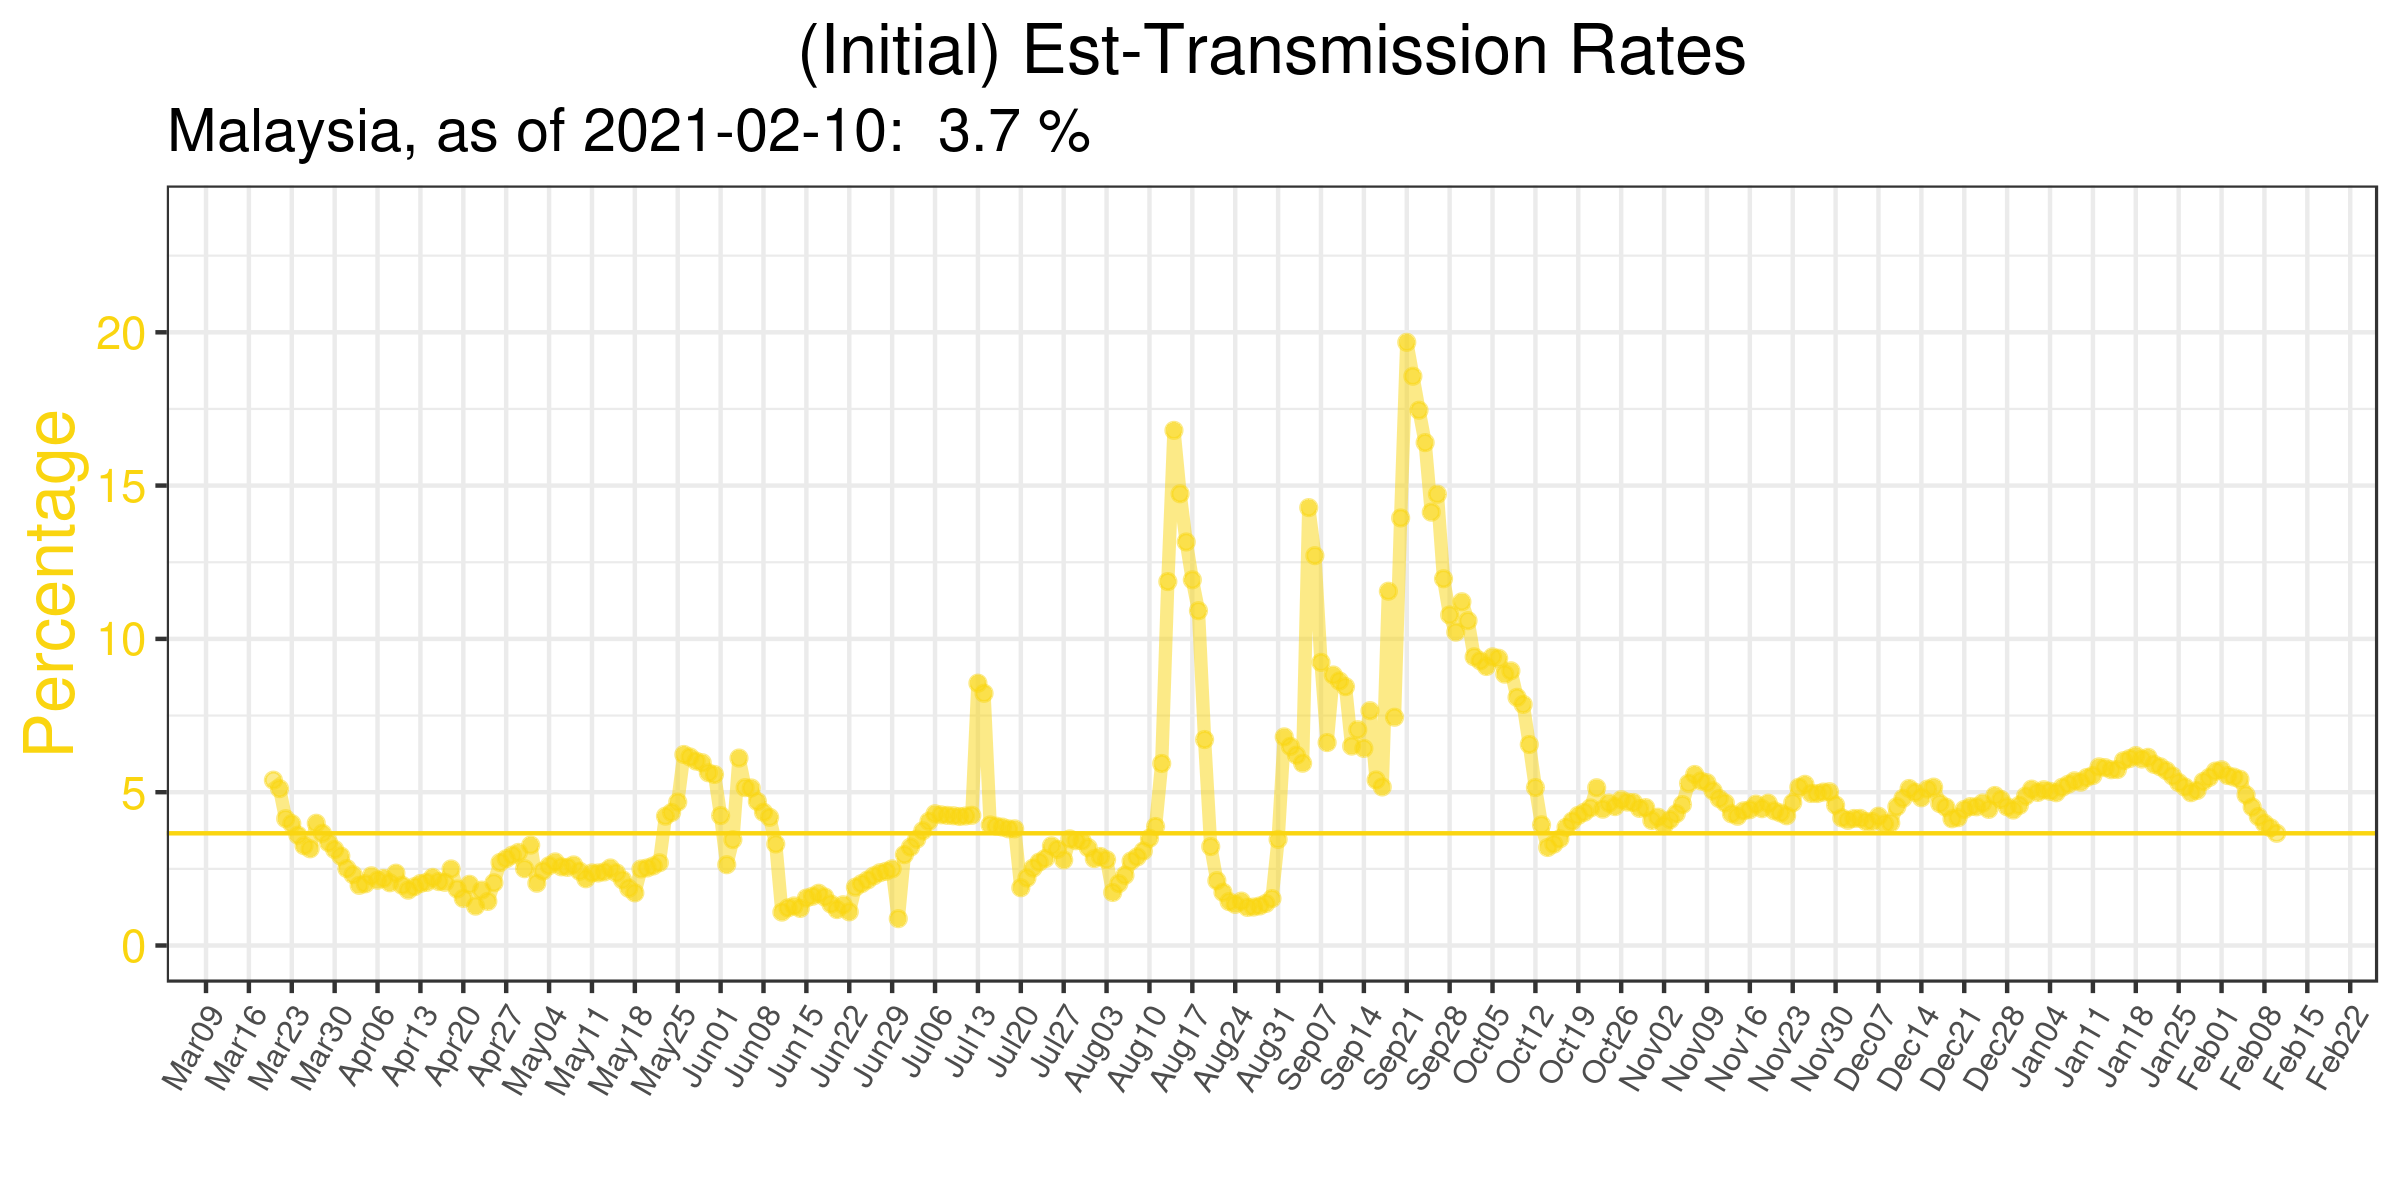 (Initial) Est-Transmission Rates
Malaysia, as of 2021-02-10:  3.7 %
Percentage
20
15
10
5
0
Mar09 Mar16 Mar23 Mar30 Apr06 Apr13 Apr20 Apr27 May04 May11 May18 May25 Jun01 Jun08 Jun15 Jun22 Jun29 Jul06 Jul13 Jul20 Jul27 Aug03 Aug10 Aug17 Aug24 Aug31 Sep07 Sep14 Sep21 Sep28 Oct05 Oct12 Oct19 Oct26 Nov02 Nov09 Nov16 Nov23 Nov30 Dec07 Dec14 Dec21 Dec28 Jan04 Jan11 Jan18 Jan25 Feb01 Feb08 Feb15 Feb22